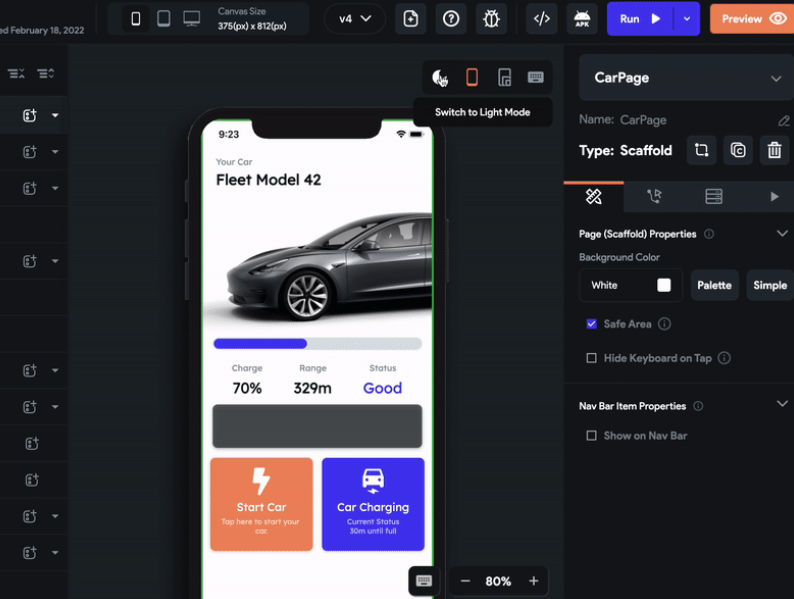 ed February 18, 2022
Canvas Size
375(px) x 812(px)
v4
APK
Run
Preview
Switch to Light Mode
CarPage
Name: CarPage
Type: Scaffold
Page (Scaffold) Properties
Background Color
White
Palette
Simple
Safe Area
Hide Keyboard on Tap
Nav Bar Item Properties
Show on Nav Bar
9:23
Your Car
Fleet Model 42
Charge
Range
Status
70%
329m
Good
Start Car
Tap here to start your
car.
Car Charging
Current Status
30m until full
80%